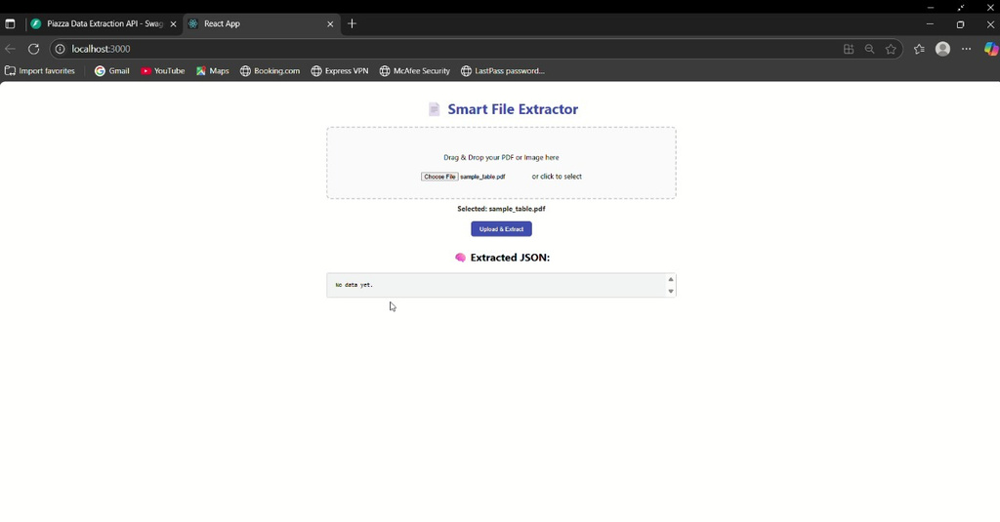 Piazza Data Extraction API - Swag
React App
localhost:3000
Import favorites
Gmail
YouTube
Maps
Booking.com
Express VPN
McAfee Security
LastPass password...
Smart File Extractor
Drag & Drop your PDF or Image here
Choose File sample_table.pdf or click to select
Selected: sample_table.pdf
Upload & Extract
Extracted JSON:
No data yet.